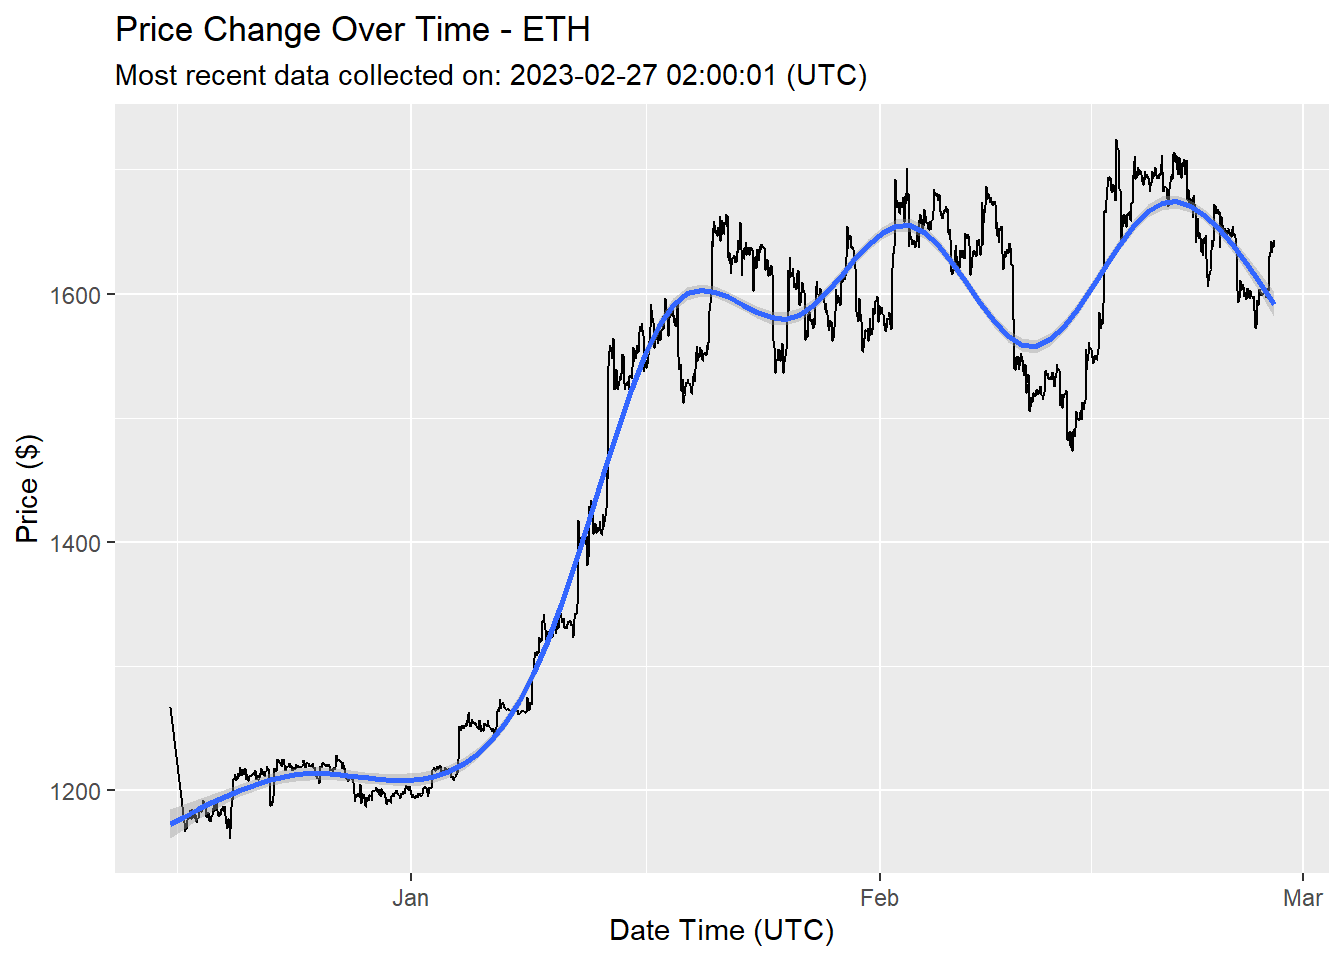 Price Change Over Time - ETH
Most recent data collected on: 2023-02-27 02:00:01 (UTC)
Price ($)
1600
1400
1200
Jan
Feb
Mar
Date Time (UTC)